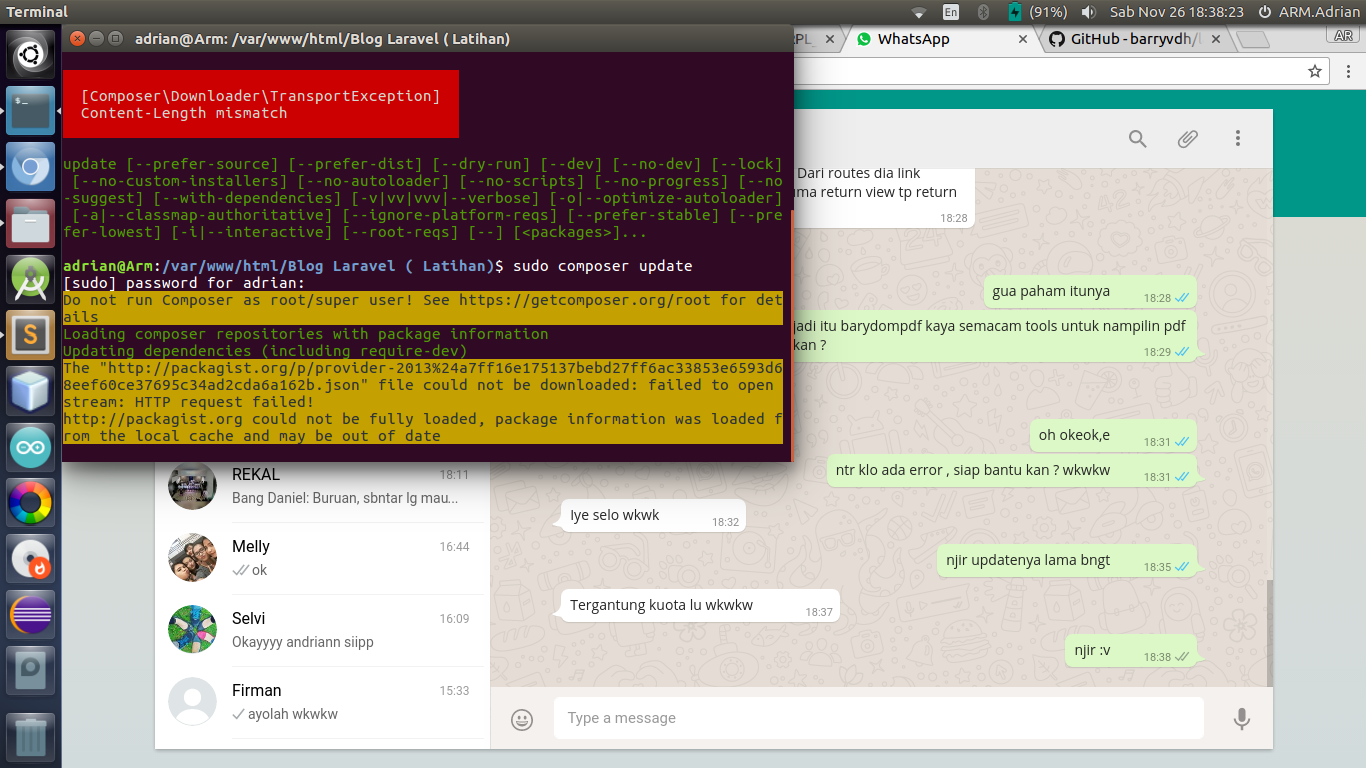 Terminal
En
(91%)
Sab Nov 26 18:38:23
ARM.Adrian
adrian@Arm: /var/www/html/Blog Laravel ( Latihan)
WhatsApp
GitHub - barryvdh/l
AR
[Composer\Downloader\TransportException]
Content-Length mismatch
update [--prefer-source] [--prefer-dist] [--dry-run] [--dev] [--no-dev] [--lock]
[--no-custom-installers] [--no-autoloader] [--no-scripts] [--no-progress] [--no
-suggest] [--with-dependencies] [-v|vv|vvv|--verbose] [-o|--optimize-autoloader]
[-a|--classmap-authoritative] [--ignore-platform-reqs] [--prefer-stable] [--pre
fer-lowest] [-i|--interactive] [--root-reqs] [--] [<packages>]...
adrian@Arm:/var/www/html/Blog Laravel ( Latihan)$ sudo composer update
[sudo] password for adrian:
Do not run Composer as root/super user! See https://getcomposer.org/root for det
ails
Loading composer repositories with package information
Updating dependencies (including require-dev)
The "http://packagist.org/p/provider-2013%24a7ff16e175137bebd27ff6ac33853e6593d6
8eef60ce37695c34ad2cda6a162b.json" file could not be downloaded: failed to open
stream: HTTP request failed!
http://packagist.org could not be fully loaded, package information was loaded f
rom the local cache and may be out of date
REKAL 18:11
Bang Daniel: Buruan, sbntar lg mau...
Melly 16:44
ok
Selvi 16:09
Okayyyy andriann siipp
Firman 15:33
ayolah wkwkw
Dari routes dia link
uma return view tp return
18:28
gua paham itunya 18:28
jadi itu barydompdf kaya semacam tools untuk nampilin pdf
kan ? 18:29
oh okeok,e 18:31
ntr klo ada error , siap bantu kan ? wkwkw 18:31
Iye selo wkwk 18:32
njir updatenya lama bngt 18:35
Tergantung kuota lu wkwkw 18:37
njir :v 18:38
Type a message